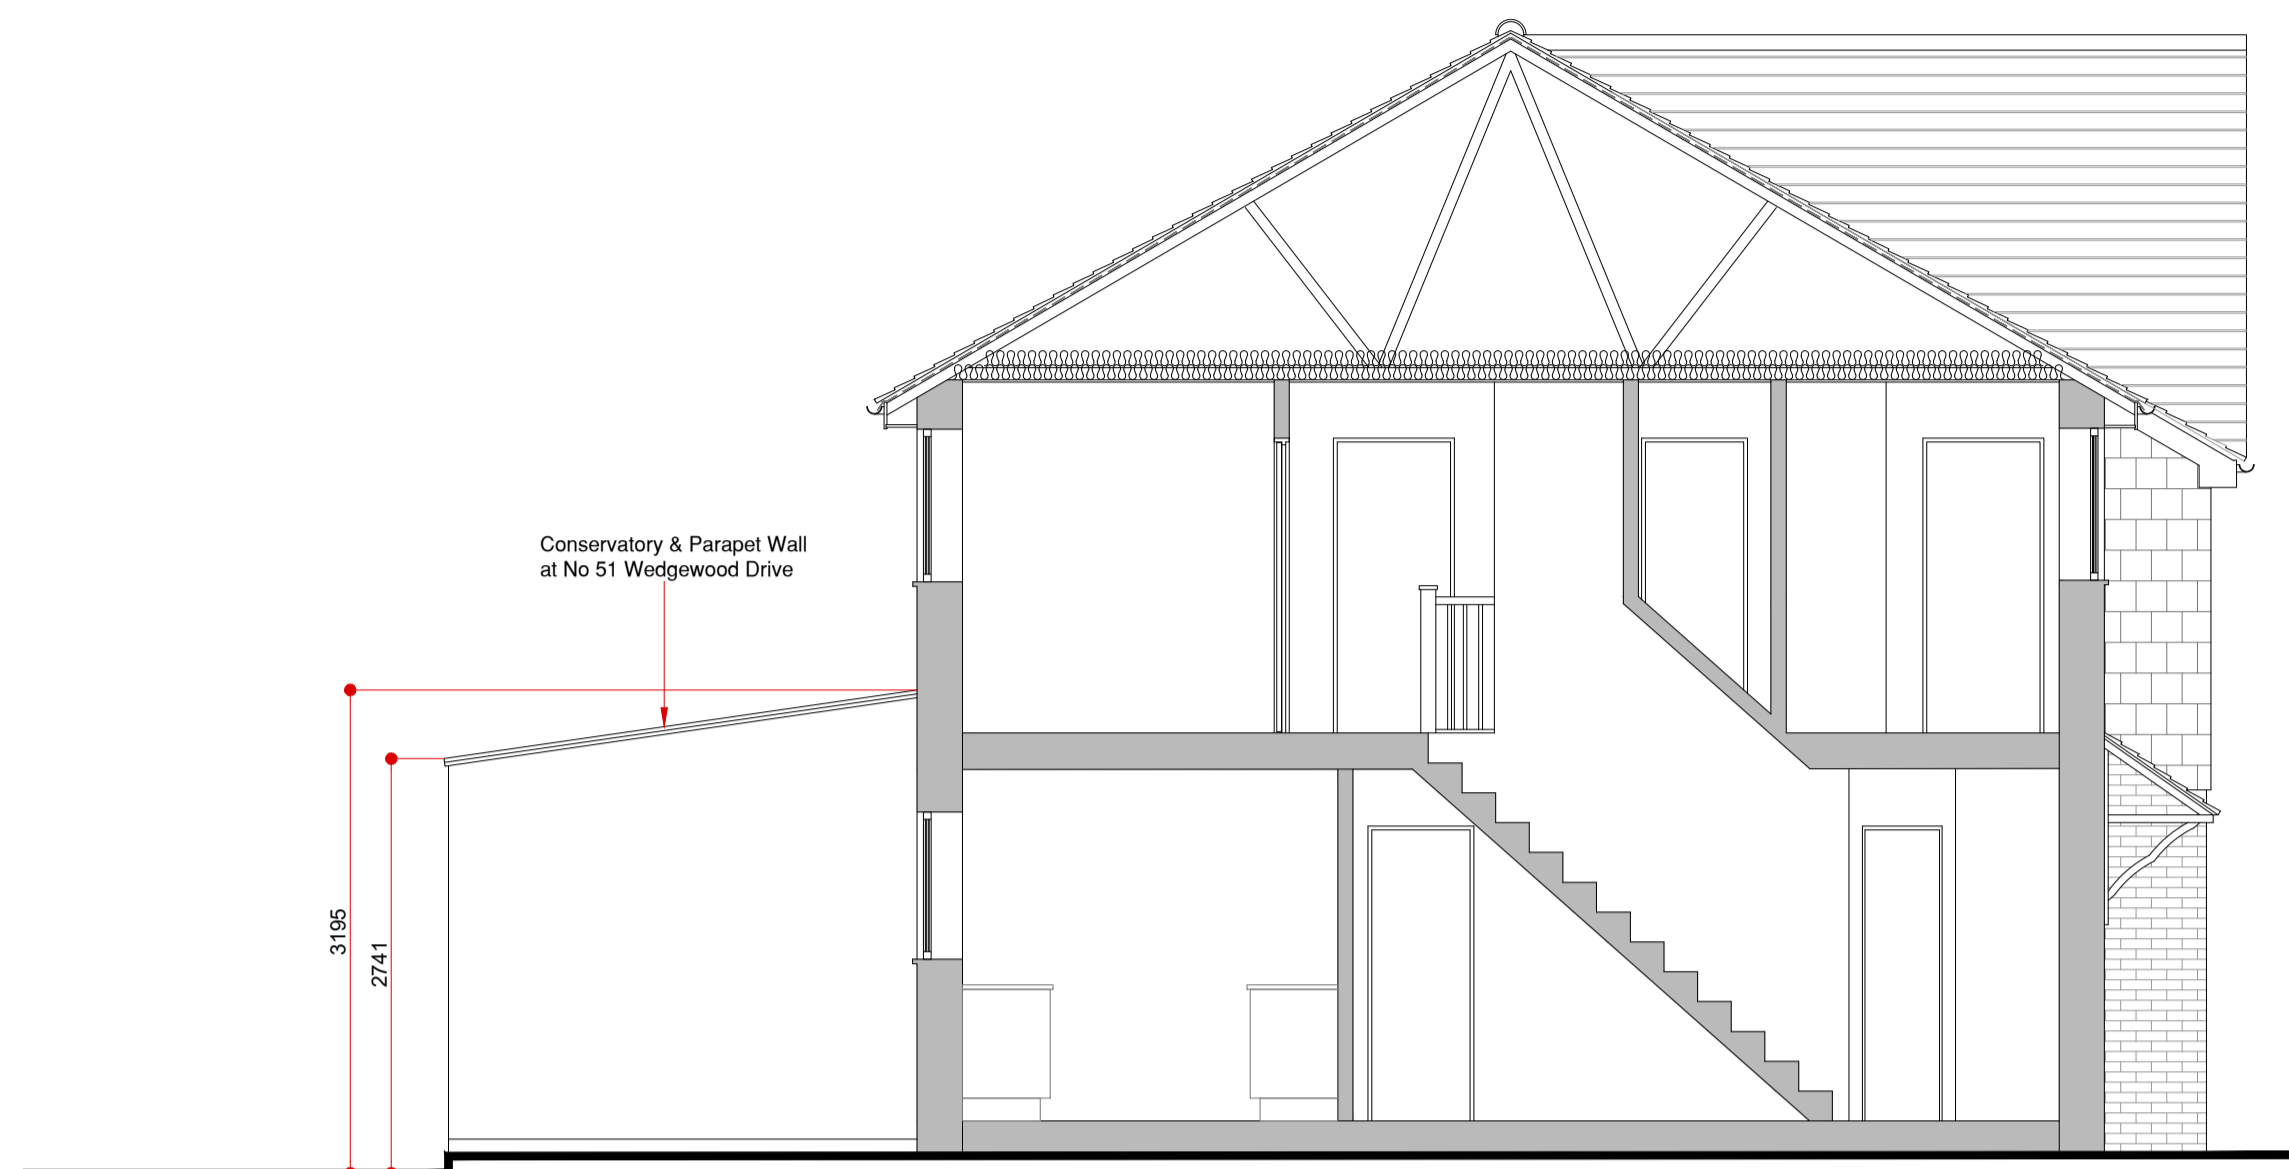 Conservatory & Parapet Wall
at No 51 Wedgewood Drive
3195
2741